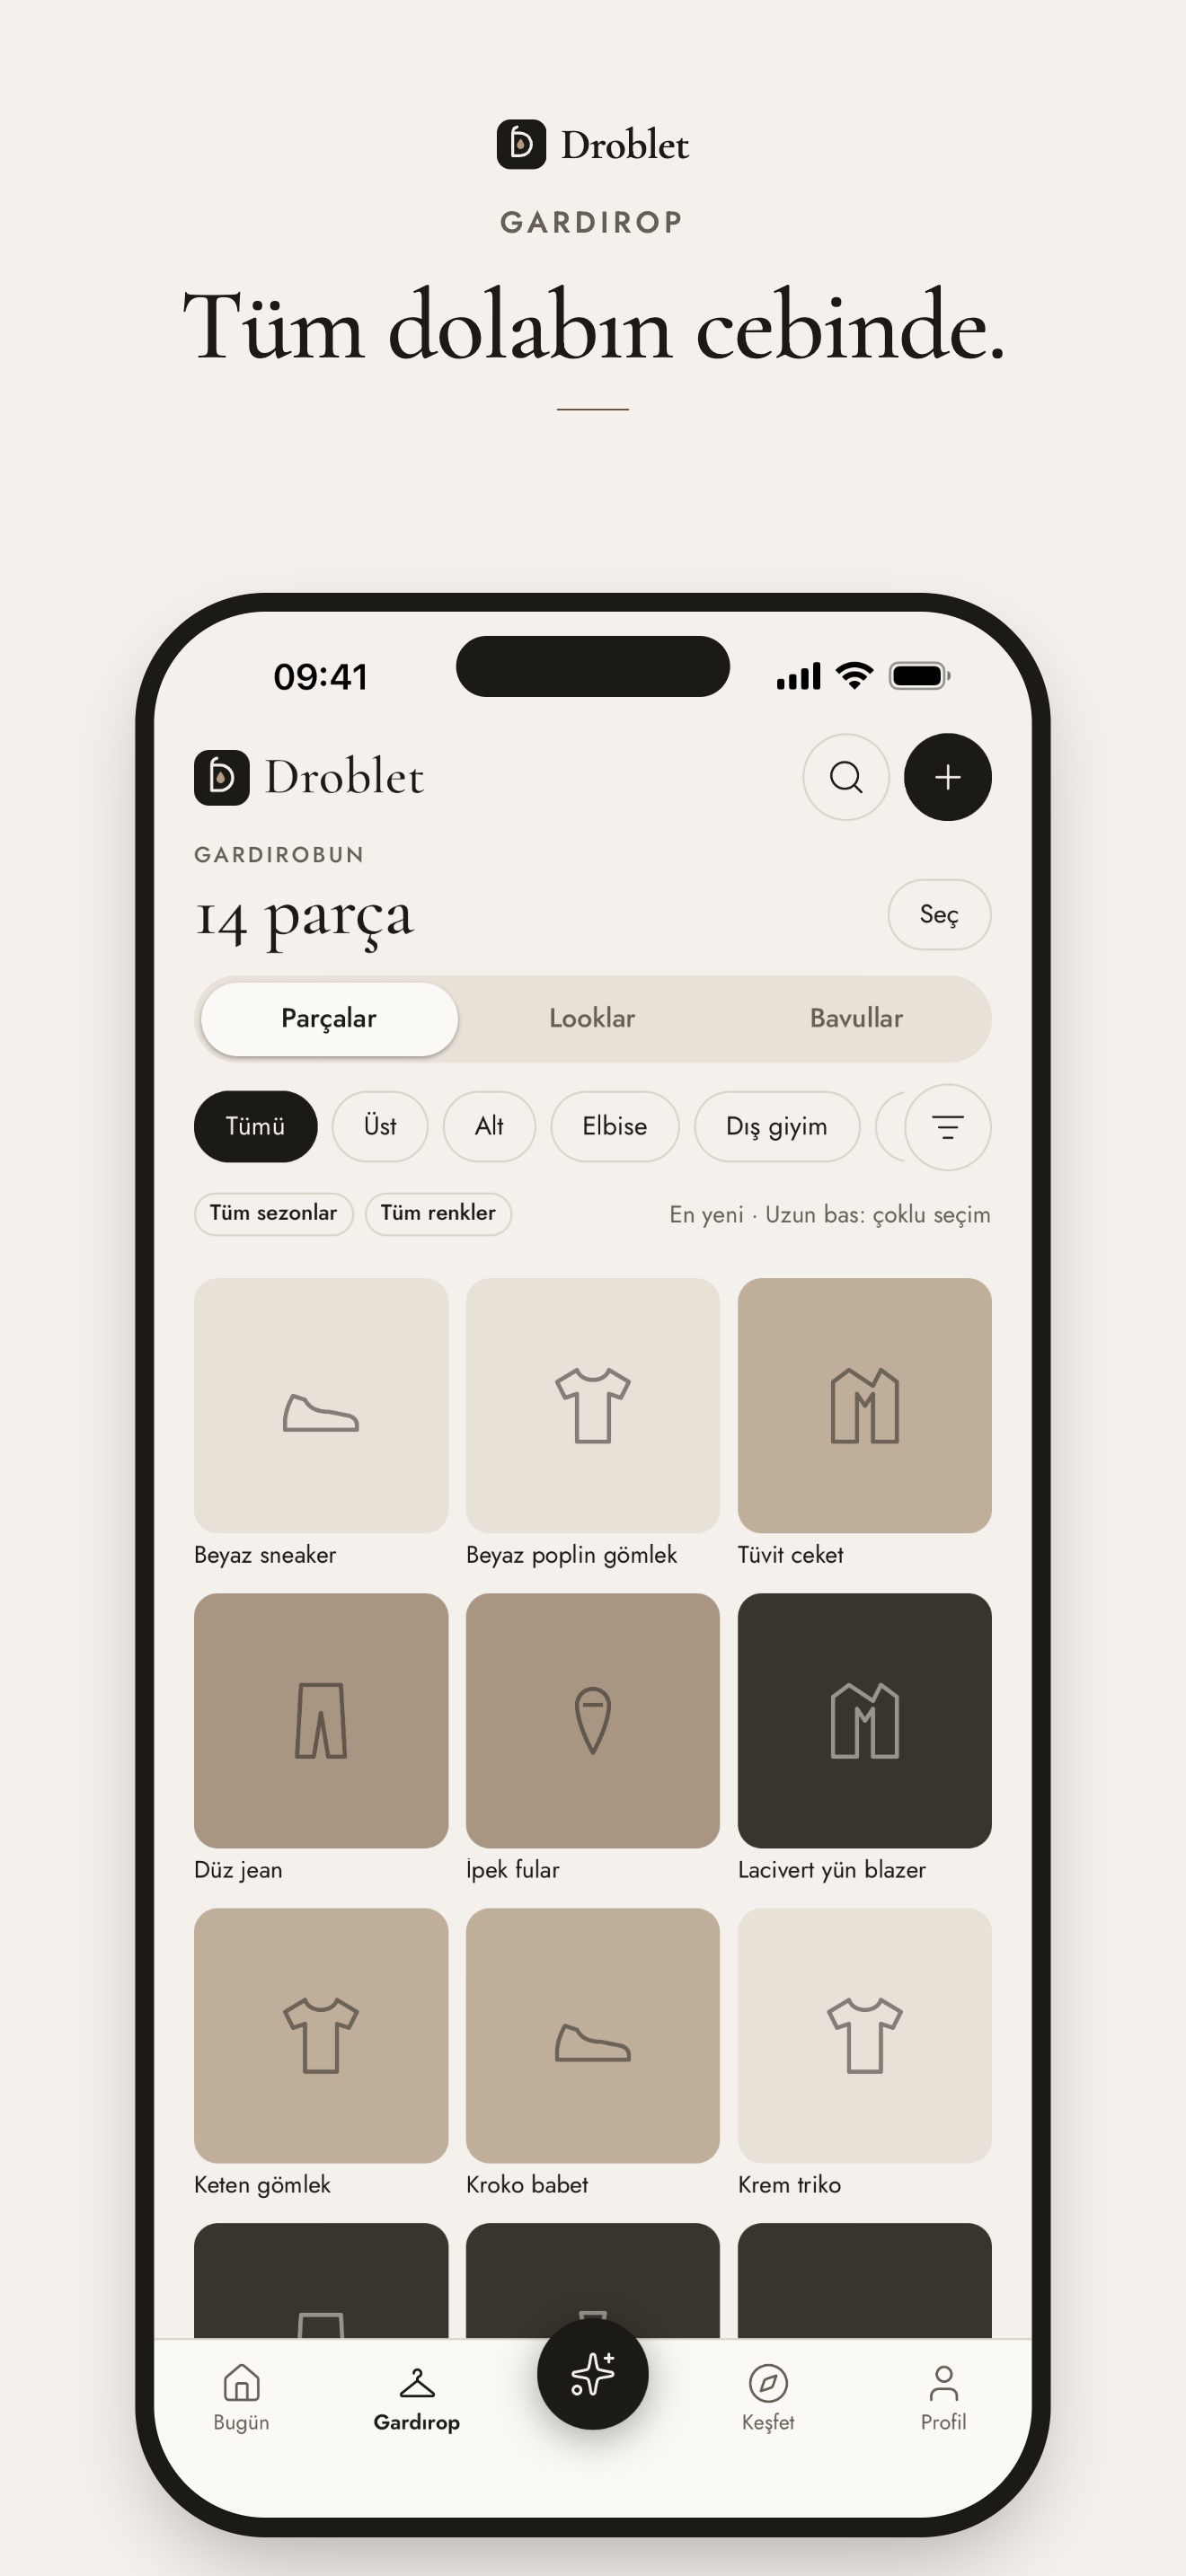 Droblet
GARDIROP
Tüm dolabın cebinde.
09:41
Droblet
GARDIROBUN
14 parça
Seç
Parçalar Looklar Bavullar
Tümü Üst Alt Elbise Dış giyim
Tüm sezonlar Tüm renkler En yeni · Uzun bas: çoklu seçim
Beyaz sneaker Beyaz poplin gömlek Tüvit ceket
Düz jean İpek fular Lacivert yün blazer
Keten gömlek Kroko babet Krem triko
Bugün Gardırop Keşfet Profil